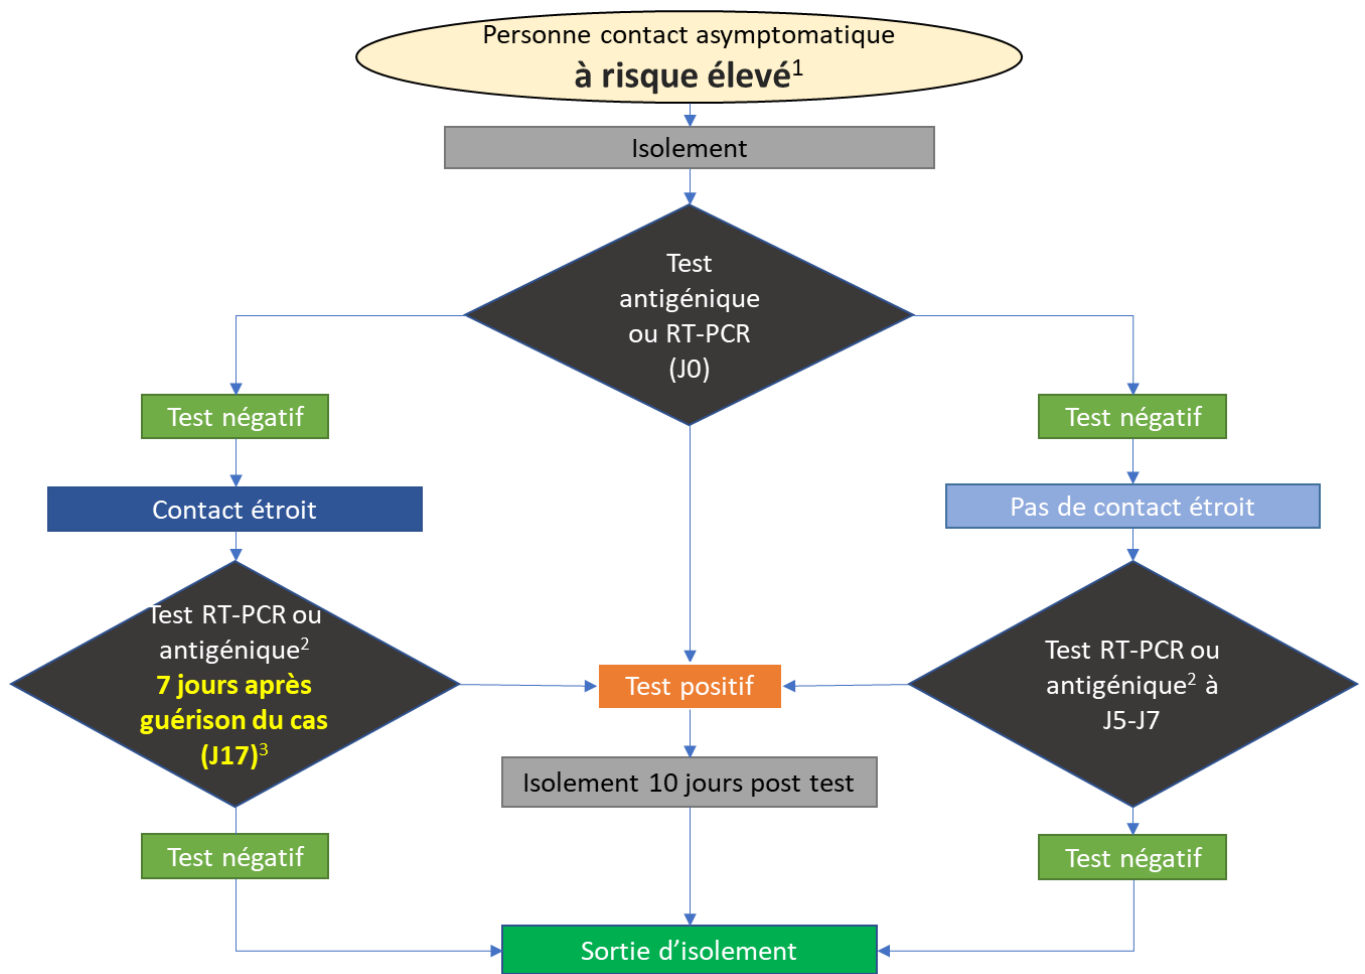 Personne contact asymptomatique
à risque élevé¹
Isolement
Test
antigénique
ou RT-PCR
(J0)
Test négatif
Test négatif
Contact étroit
Pas de contact étroit
Test RT-PCR ou
antigénique²
7 jours après
guérison du cas
(J17)³
Test positif
Test RT-PCR ou
antigénique² à
J5-J7
Isolement 10 jours post test
Test négatif
Test négatif
Sortie d’isolement